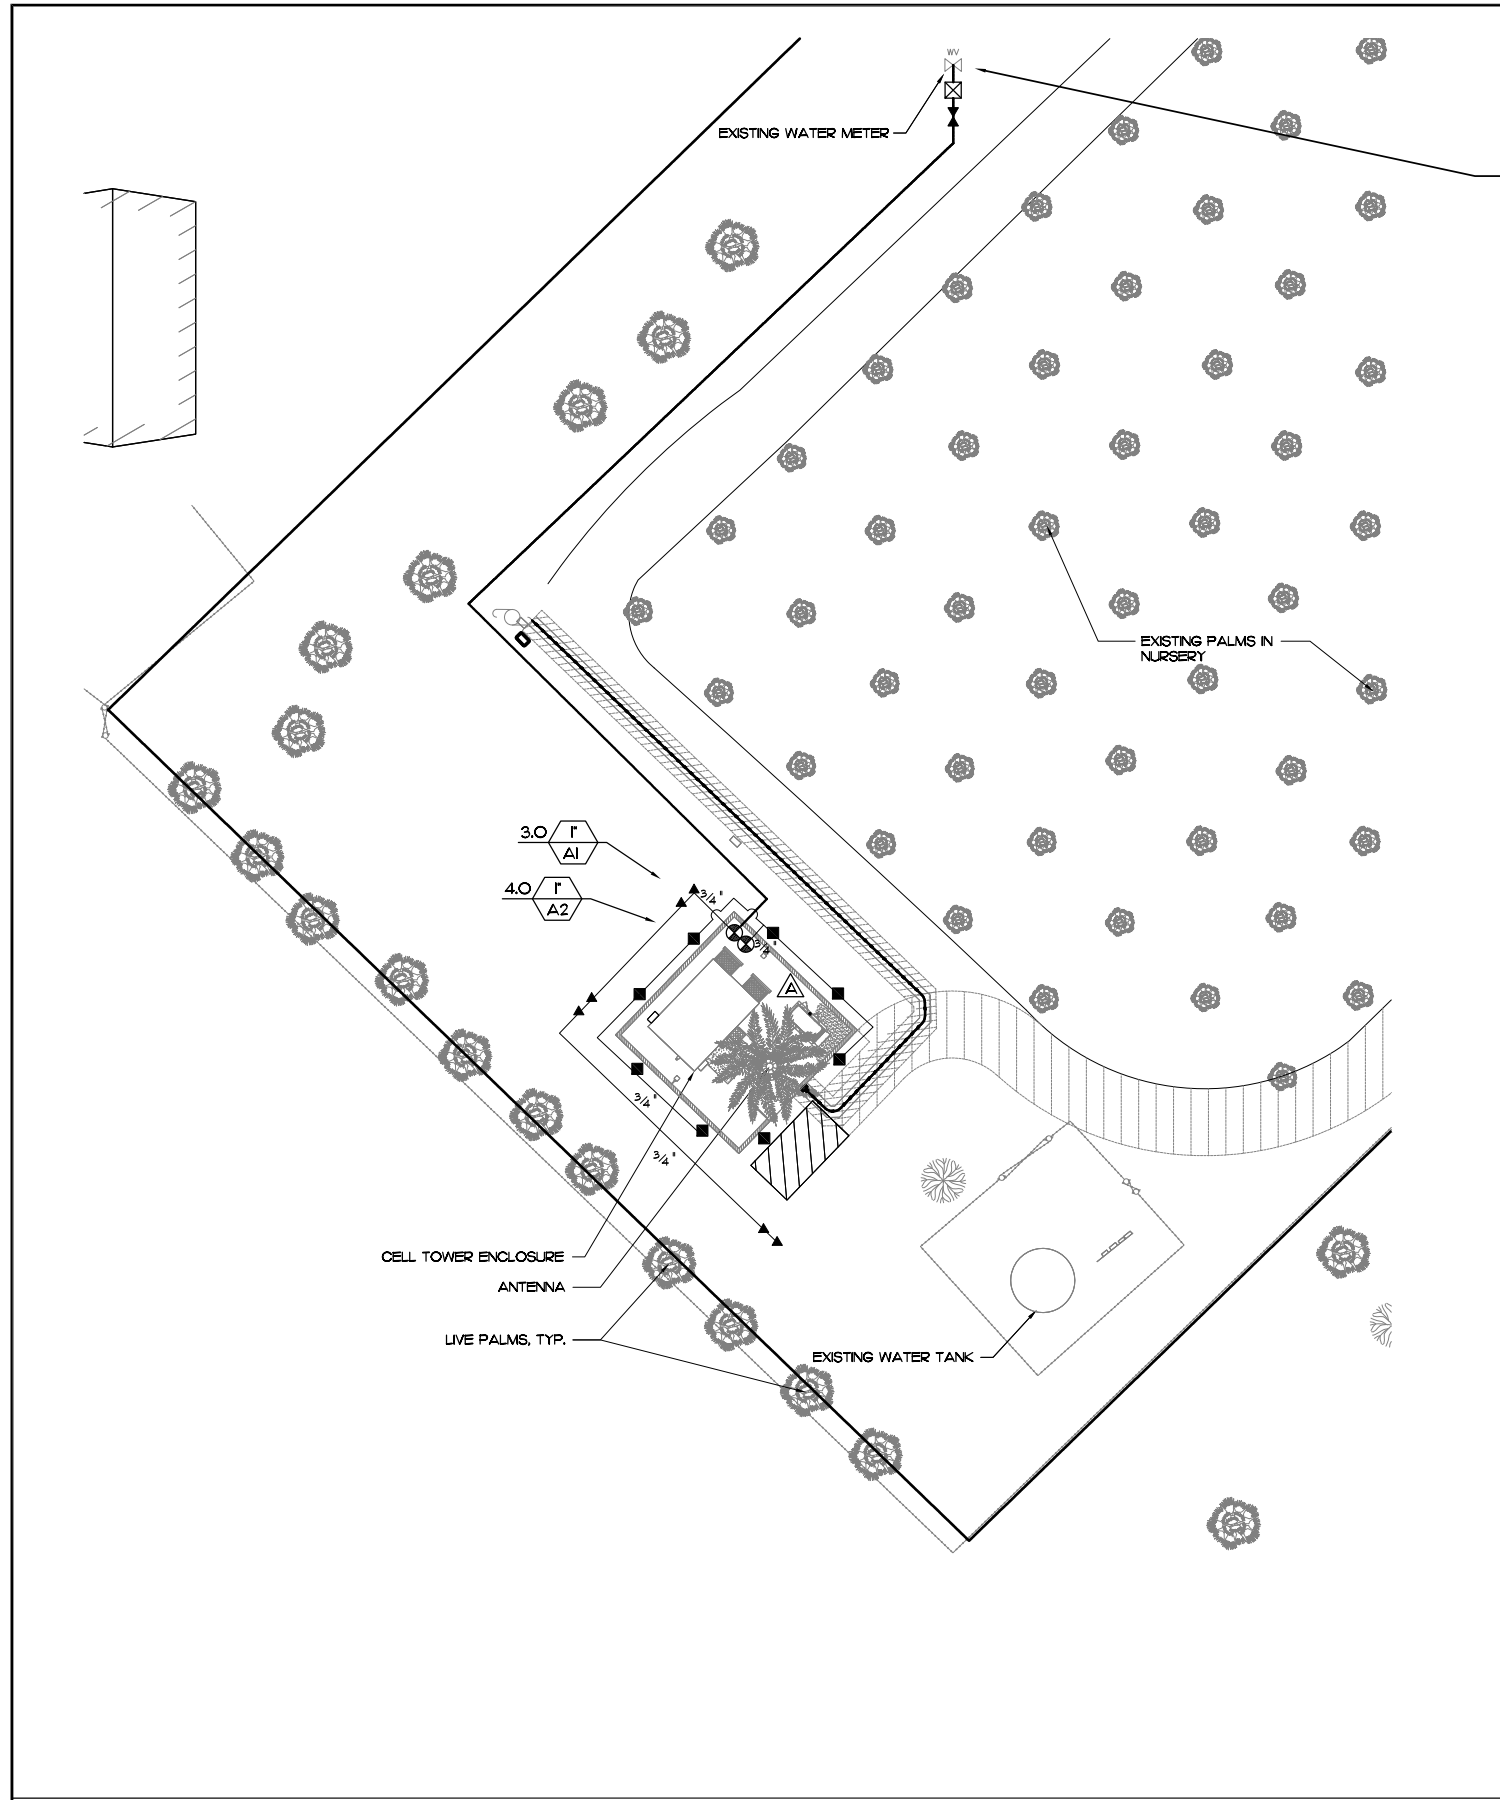 WV
EXISTING WATER METER
EXISTING PALMS IN
NURSERY
3.0 1"
A1
4.0 1"
A2
3/4"
3/4"
A
3/4"
3/4"
CELL TOWER ENCLOSURE
ANTENNA
LIVE PALMS, TYP.
EXISTING WATER TANK